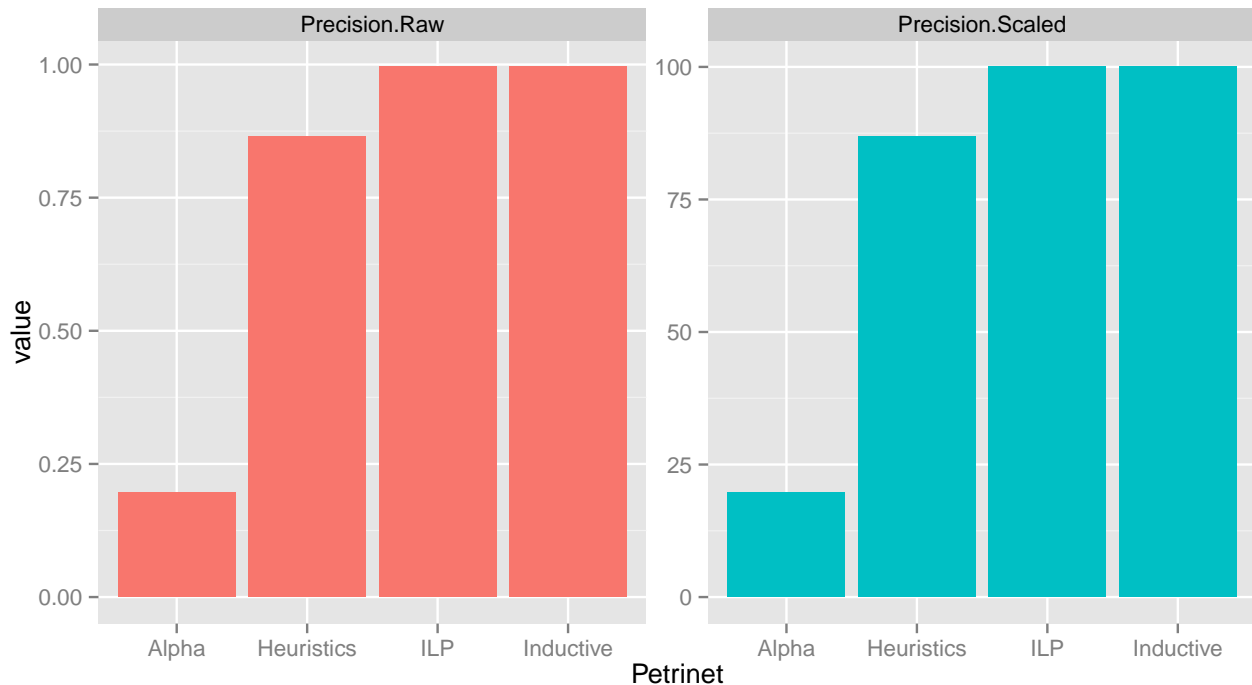 Precision.Raw
Precision.Scaled
1.00
0.75
0.50
0.25
0.00
100
75
50
25
0
value
Alpha Heuristics ILP Inductive
Alpha Heuristics ILP Inductive
Petrinet